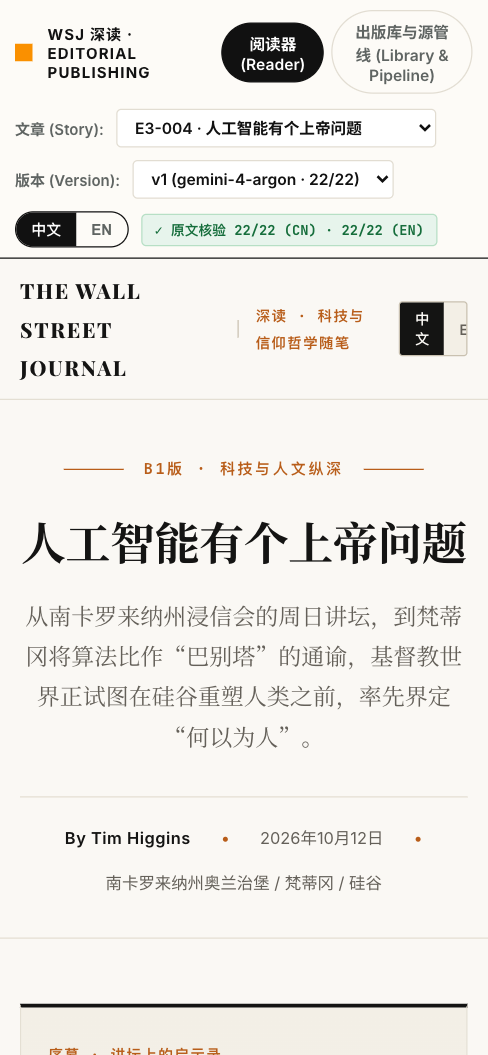 WSJ 深读 ·
EDITORIAL
PUBLISHING
阅读器
(Reader)
出版库与源管
线 (Library &
Pipeline)
文章 (Story):
E3-004 · 人工智能有个上帝问题
版本 (Version):
v1 (gemini-4-argon · 22/22)
中文
EN
✓ 原文核验 22/22 (CN) · 22/22 (EN)
THE WALL
STREET
JOURNAL
深读 · 科技与
信仰哲学随笔
中
文
B1版 · 科技与人文纵深
人工智能有个上帝问题
从南卡罗来纳州浸信会的周日讲坛，到梵蒂
冈将算法比作“巴别塔”的通谕，基督教世
界正试图在硅谷重塑人类之前，率先界定
“何以为人”。
By Tim Higgins
•
2026年10月12日
•
南卡罗来纳州奥兰治堡 / 梵蒂冈 / 硅谷
序幕 · 讲坛上的启示录